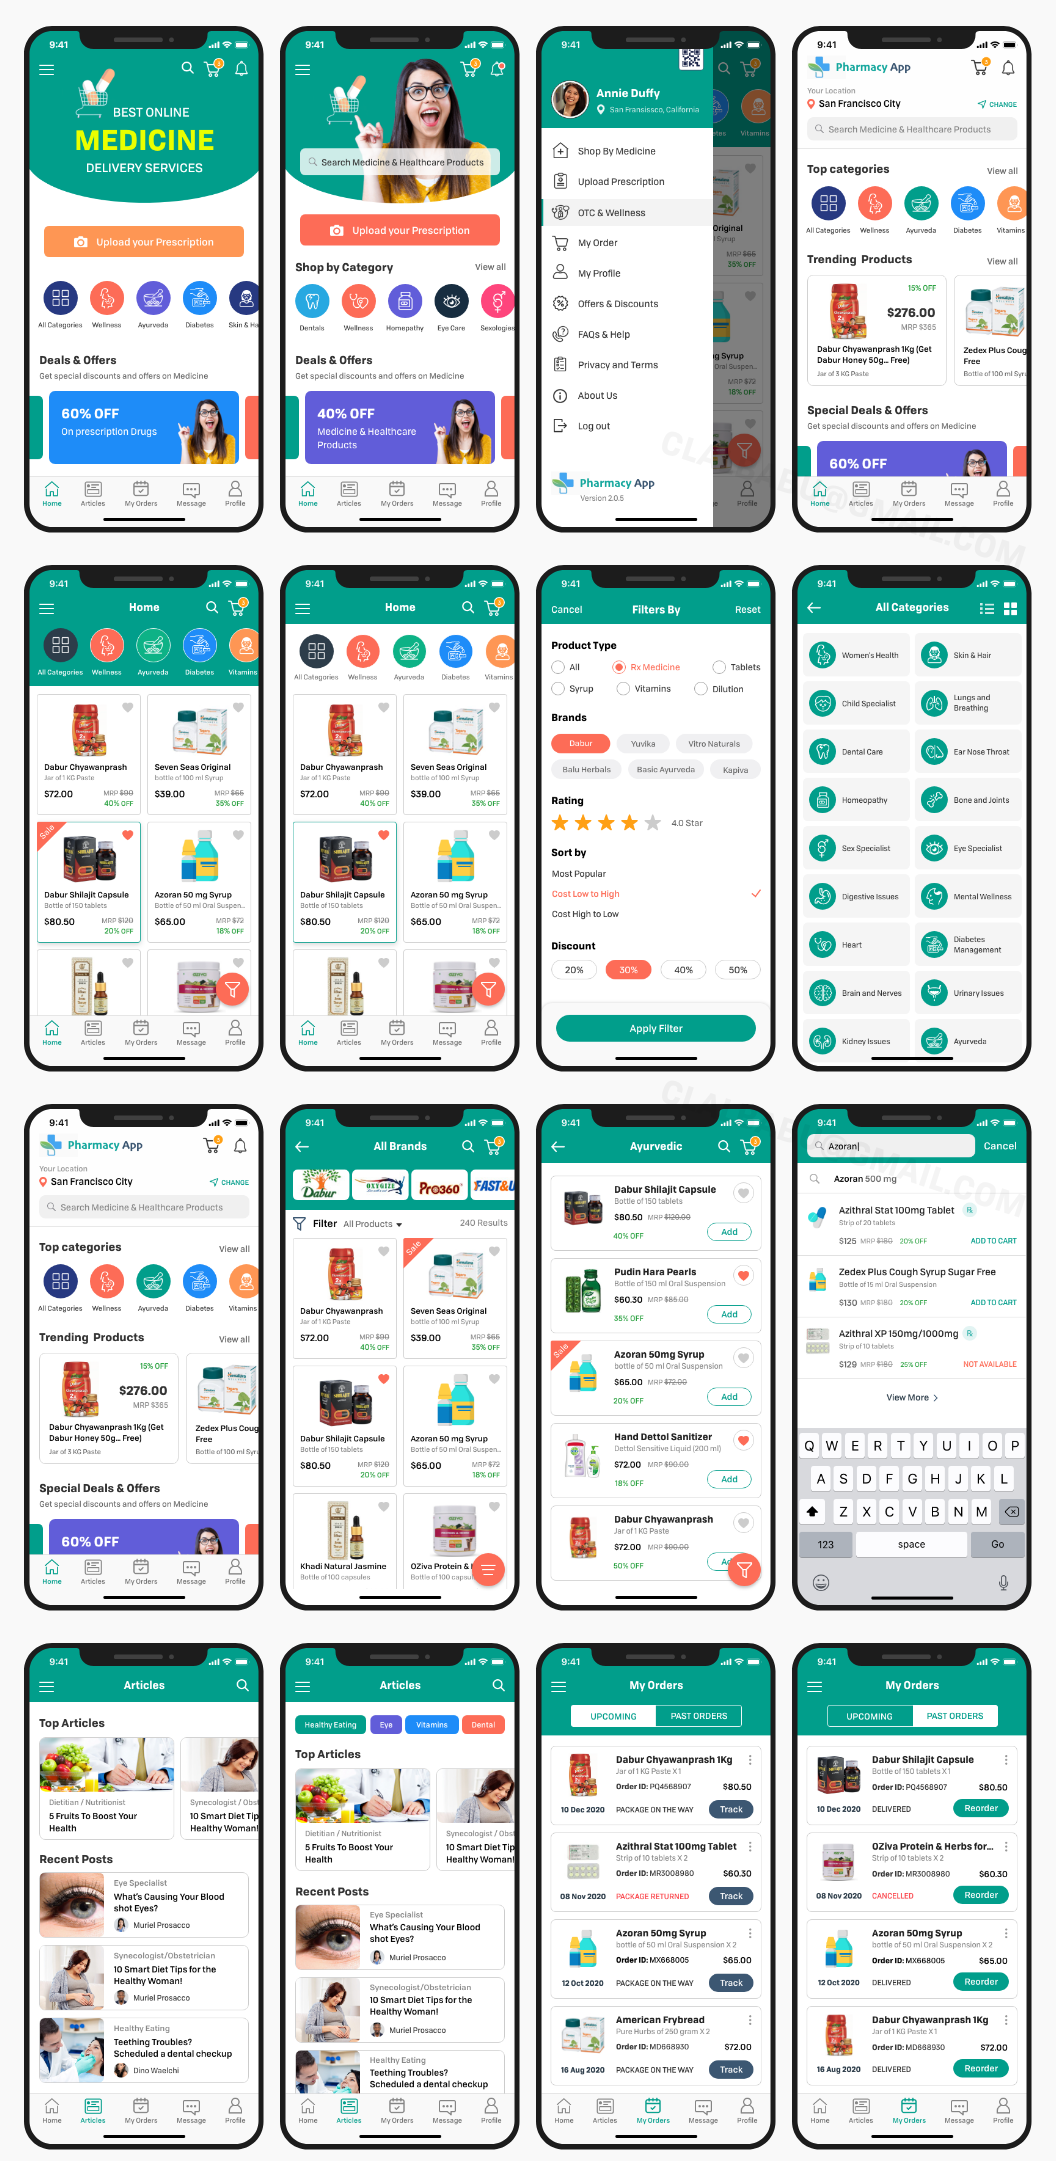 9:41
BEST ONLINE
MEDICINE
DELIVERY SERVICES
Upload your Prescription
All Categories Wellness Ayurveda Diabetes Skin & Ha
Deals & Offers
Get special discounts and offers on Medicine
60% OFF
On prescription Drugs
Home Articles My Orders Message Profile
9:41
Search Medicine & Healthcare Products
Upload your Prescription
Shop by Category View all
Dentals Wellness Homepathy Eye Care Sexologies
Deals & Offers
Get special discounts and offers on Medicine
40% OFF
Medicine & Healthcare
Products
Home Articles My Orders Message Profile
9:41
Annie Duffy
San Fransissco, California
Shop By Medicine
Upload Prescription
OTC & Wellness
My Order
My Profile
Offers & Discounts
FAQs & Help
Privacy and Terms
About Us
Log out
Pharmacy App
Version 2.0.5
Vitamins
Original
Syrup
MRP $65
35% OFF
mg Syrup
Oral Suspen..
MRP $72
18% OFF
Profile
9:41
Pharmacy App
Your Location
San Francisco City CHANGE
Search Medicine & Healthcare Products
Top categories View all
All Categories Wellness Ayurveda Diabetes Vitamins
Trending Products View all
15% OFF
$276.00
MRP $365
Dabur Chyawanprash 1Kg (Get
Dabur Honey 50g... Free)
Jar of 3 KG Paste
Zedex Plus Coug
Free
Bottle of 100 ml Syr
Special Deals & Offers
Get special discounts and offers on Medicine
60% OFF
Home Articles My Orders Message Profile
9:41
Home
All Categories Wellness Ayurveda Diabetes Vitamins
Dabur Chyawanprash
Jar of 1 KG Paste
$72.00 MRP $90
40% OFF
Seven Seas Original
bottle of 100 ml Syrup
$39.00 MRP $65
35% OFF
Sale
Dabur Shilajit Capsule
Bottle of 150 tablets
$80.50 MRP $120
20% OFF
Azoran 50 mg Syrup
Bottle of 50 ml Oral Suspen..
$65.00 MRP $72
18% OFF
Home Articles My Orders Message Profile
9:41
Home
All Categories Wellness Ayurveda Diabetes Vitamins
Dabur Chyawanprash
Jar of 1 KG Paste
$72.00 MRP $90
40% OFF
Seven Seas Original
bottle of 100 ml Syrup
$39.00 MRP $65
35% OFF
Dabur Shilajit Capsule
Bottle of 150 tablets
$80.50 MRP $120
20% OFF
Azoran 50 mg Syrup
Bottle of 50 ml Oral Suspen..
$65.00 MRP $72
18% OFF
Home Articles My Orders Message Profile
9:41
Cancel Filters By Reset
Product Type
All Rx Medicine Tablets
Syrup Vitamins Dilution
Brands
Dabur Yuvika Vitro Naturals
Balu Herbals Basic Ayurveda Kapiva
Rating
4.0 Star
Sort by
Most Popular
Cost Low to High
Cost High to Low
Discount
20% 30% 40% 50%
Apply Filter
9:41
All Categories
Women's Health Skin & Hair
Child Specialist Lungs and
Breathing
Dental Care Ear Nose Throat
Homeopathy Bone and Joints
Sex Specialist Eye Specialist
Digestive Issues Mental Wellness
Heart Diabetes
Management
Brain and Nerves Urinary Issues
Kidney Issues Ayurveda
9:41
Pharmacy App
Your Location
San Francisco City CHANGE
Search Medicine & Healthcare Products
Top categories View all
All Categories Wellness Ayurveda Diabetes Vitamins
Trending Products View all
15% OFF
$276.00
MRP $365
Dabur Chyawanprash 1Kg (Get
Dabur Honey 50g... Free)
Jar of 3 KG Paste
Zedex Plus Coug
Free
Bottle of 100 ml Syru
Special Deals & Offers
Get special discounts and offers on Medicine
60% OFF
Home Articles My Orders Message Profile
9:41
All Brands
Dabur OXYGIZE Pro360° FAST&U
Filter All Products 240 Results
Dabur Chyawanprash
Jar of 1 KG Paste
$72.00 MRP $90
40% OFF
Sale
Seven Seas Original
bottle of 100 ml Syrup
$39.00 MRP $65
35% OFF
Dabur Shilajit Capsule
Bottle of 150 tablets
$80.50 MRP $120
20% OFF
Azoran 50 mg Syrup
Bottle of 50 ml Oral Suspen..
$65.00 MRP $72
18% OFF
Khadi Natural Jasmine
Bottle of 100 capsules
OZiva Protein &
Bottle of 100 capsul
9:41
Ayurvedic
Dabur Shilajit Capsule
Bottle of 150 tablets
$80.50 MRP $120.00
40% OFF Add
Pudin Hara Pearls
Bottle of 150 ml Oral Suspension
$60.30 MRP $85.00
35% OFF Add
Sale
Azoran 50mg Syrup
bottle of 50 ml Oral Suspension
$65.00 MRP $72.00
20% OFF Add
Hand Dettol Sanitizer
Dettol Sensitive Liquid (200 ml)
$72.00 MRP $90.00
18% OFF Add
Dabur Chyawanprash
Jar of 1 KG Paste
$72.00 MRP $90.00
50% OFF
9:41
Azoran Cancel
Azoran 500 mg
Azithral Stat 100mg Tablet
Strip of 20 tablets
$125 MRP $180 20% OFF ADD TO CART
Zedex Plus Cough Syrup Sugar Free
Bottle of 15 ml Oral Suspension
$130 MRP $180 20% OFF ADD TO CART
Azithral XP 150mg/1000mg
Strip of 10 tablets
$129 MRP $180 25% OFF NOT AVAILABLE
View More
Q W E R T Y U I O P
A S D F G H J K L
Z X C V B N M
123 space Go
9:41
Articles
Top Articles
Dietitian / Nutritionist
5 Fruits To Boost Your
Health
Synecologist / Obst
10 Smart Diet Tip
Healthy Woman!
Recent Posts
Eye Specialist
What's Causing Your Blood
shot Eyes?
Muriel Prosacco
Synecologist/Obstetrician
10 Smart Diet Tips for the
Healthy Woman!
Muriel Prosacco
Healthy Eating
Teething Troubles?
Scheduled a dental checkup
Dino Waelchi
Home Articles My Orders Message Profile
9:41
Articles
Healthy Eating Eye Vitamins Dental
Top Articles
Dietitian / Nutritionist
5 Fruits To Boost Your
Health
Synecologist / Obst
10 Smart Diet Tip
Healthy Woman!
Recent Posts
Eye Specialist
What's Causing Your Blood
shot Eyes?
Muriel Prosacco
Synecologist/Obstetrician
10 Smart Diet Tips for the
Healthy Woman!
Muriel Prosacco
Healthy Eating
Teething Troubles?
Scheduled a dental checkup
Home Articles My Orders Message Profile
9:41
My Orders
UPCOMING PAST ORDERS
Dabur Chyawanprash 1Kg
Jar of 1 KG Paste X 1
Order ID: PQ4568907 $80.50
10 Dec 2020 PACKAGE ON THE WAY Track
Azithral Stat 100mg Tablet
Strip of 10 tablets X 2
Order ID: MR3008980 $60.30
08 Nov 2020 PACKAGE RETURNED Track
Azoran 50mg Syrup
bottle of 50 ml Oral Suspension X 2
Order ID: MX668005 $65.00
12 Oct 2020 PACKAGE ON THE WAY Track
American Frybread
Pure Hurbs of 250 gram X 2
Order ID: MD668930 $72.00
16 Aug 2020 PACKAGE ON THE WAY Track
Home Articles My Orders Message Profile
9:41
My Orders
UPCOMING PAST ORDERS
Dabur Shilajit Capsule
Bottle of 150 tablets X 1
Order ID: PQ4568907 $80.50
10 Dec 2020 DELIVERED Reorder
OZiva Protein & Herbs for...
Strip of 10 tablets X 2
Order ID: MR3008980 $60.30
08 Nov 2020 CANCELLED Reorder
Azoran 50mg Syrup
bottle of 50 ml Oral Suspension X 2
Order ID: MX668005 $65.00
12 Oct 2020 DELIVERED Reorder
Dabur Chyawanprash 1Kg
Jar of 1 KG Paste X 1
Order ID: MD668930 $72.00
16 Aug 2020 DELIVERED Reorder
Home Articles My Orders Message Profile